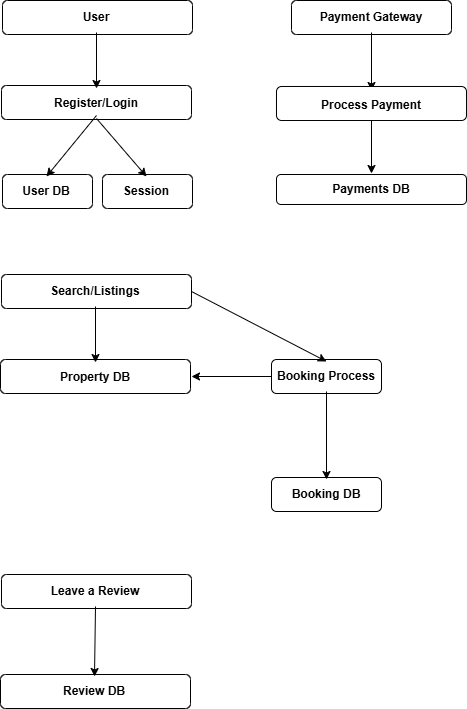 User
Payment Gateway
Register/Login
Process Payment
User DB
Session
Payments DB
Search/Listings
Property DB
Booking Process
Booking DB
Leave a Review
Review DB